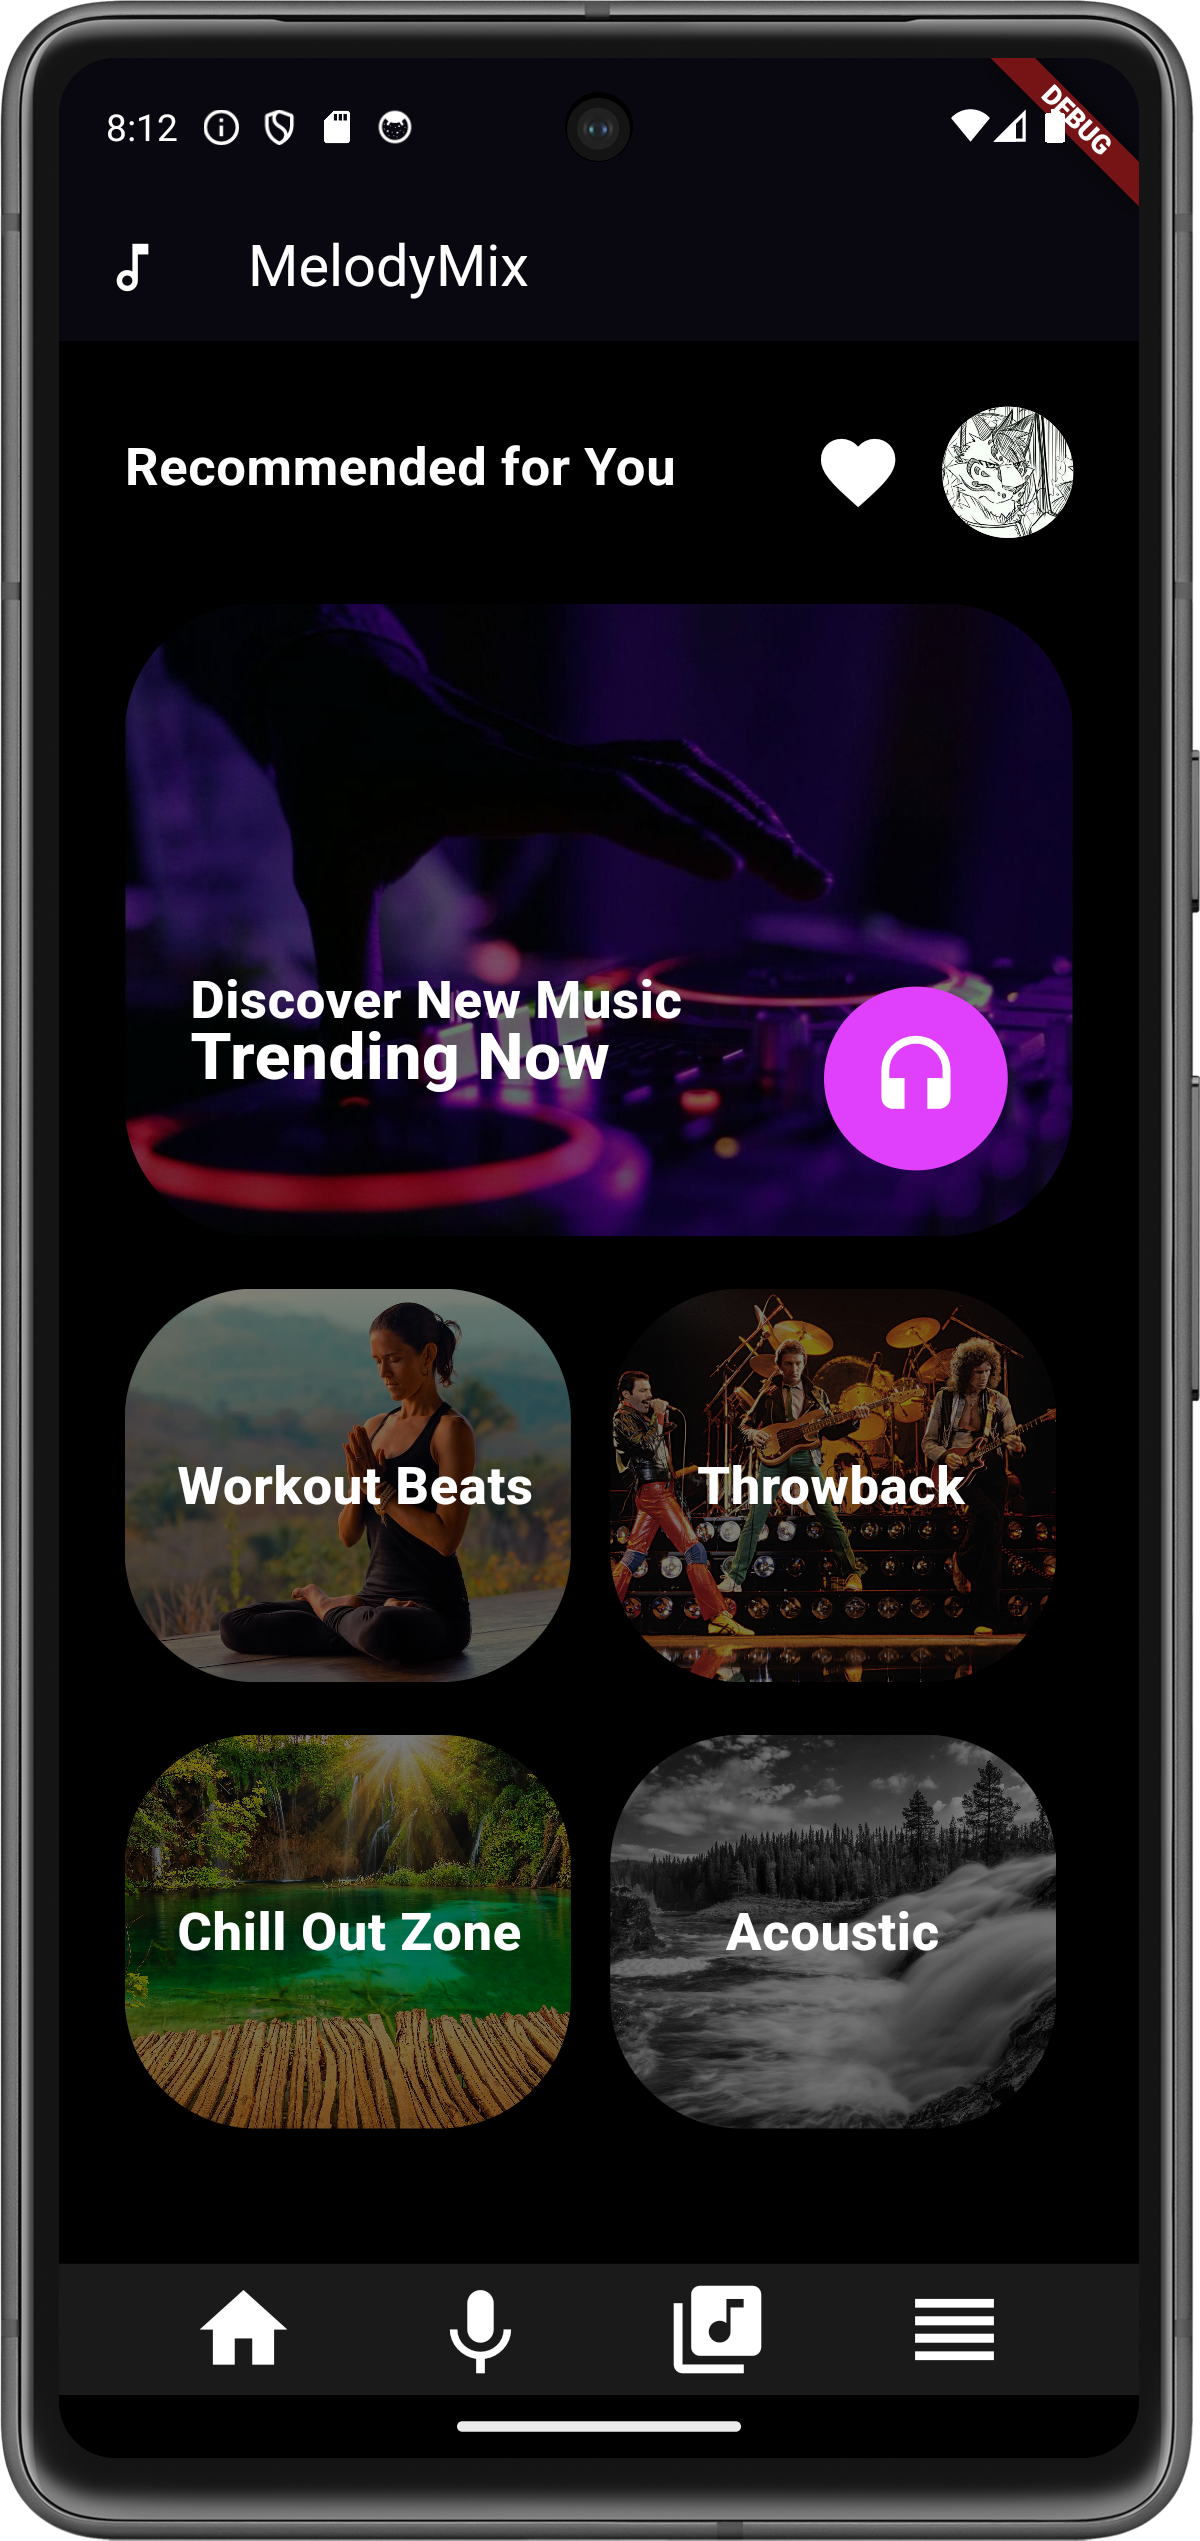 8:12
DEBUG
MelodyMix
Recommended for You
Discover New Music
Trending Now
Workout Beats
Throwback
Chill Out Zone
Acoustic